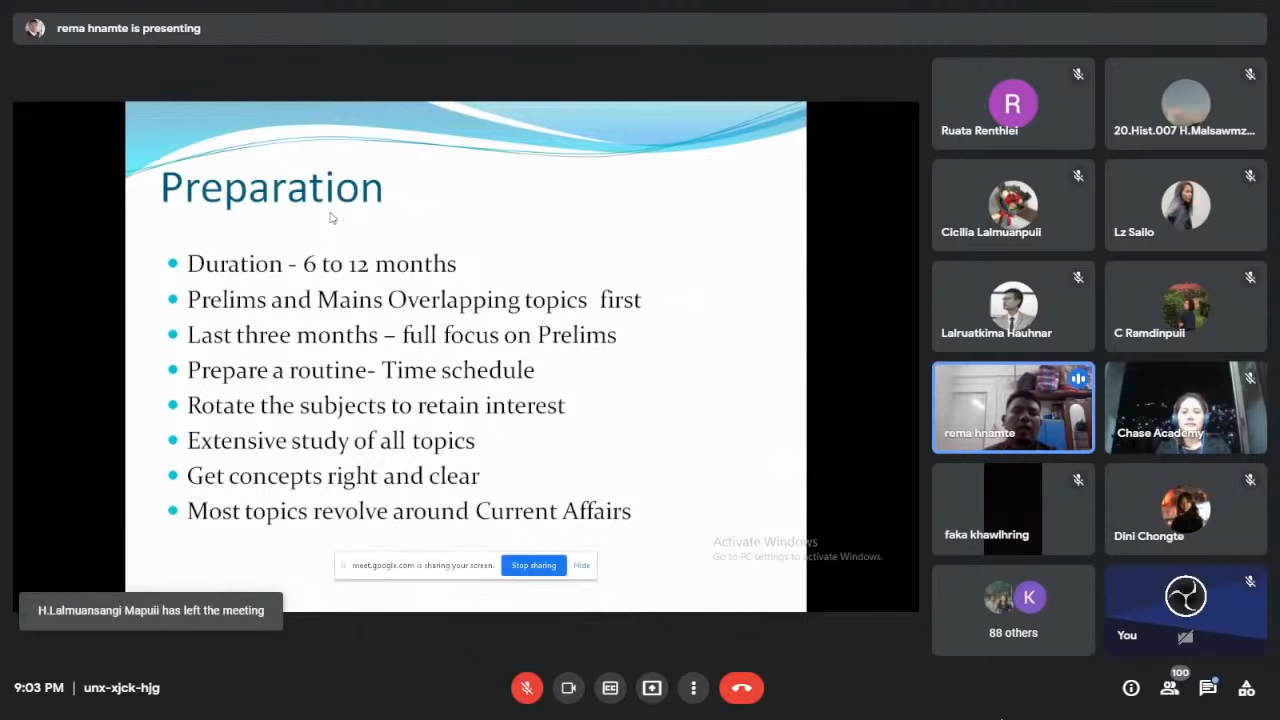 rema hnamte is presenting
Preparation
Duration - 6 to 12 months
Prelims and Mains Overlapping topics first
Last three months – full focus on Prelims
Prepare a routine- Time schedule
Rotate the subjects to retain interest
Extensive study of all topics
Get concepts right and clear
Most topics revolve around Current Affairs
Activate Windows
Go to PC settings to activate Windows.
meet.google.com is sharing your screen.
Stop sharing
Hide
H.Lalmuansangi Mapuii has left the meeting
R
Ruata Renthlei
20.Hist.007 H.Malsawmz...
Cicilia Lalmuanpuii
Lz Sailo
Lalruatkima Hauhnar
C Ramdinpuii
rema hnamte
Chase Academy
faka khawlhring
Dini Chongte
K
88 others
You
9:03 PM | unx-xjck-hjg
CC
100